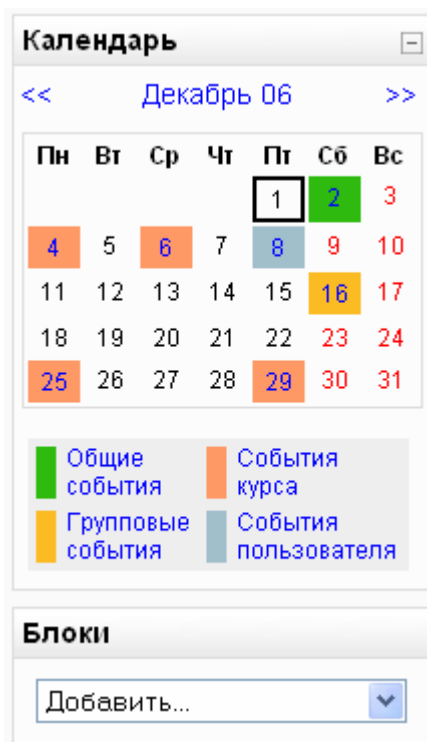 Календарь
<< Декабрь 06 >>
Пн Вт Ср Чт Пт Сб Вс
1 2 3
4 5 6 7 8 9 10
11 12 13 14 15 16 17
18 19 20 21 22 23 24
25 26 27 28 29 30 31
Общие события
События курса
Групповые события
События пользователя
Блоки
Добавить...